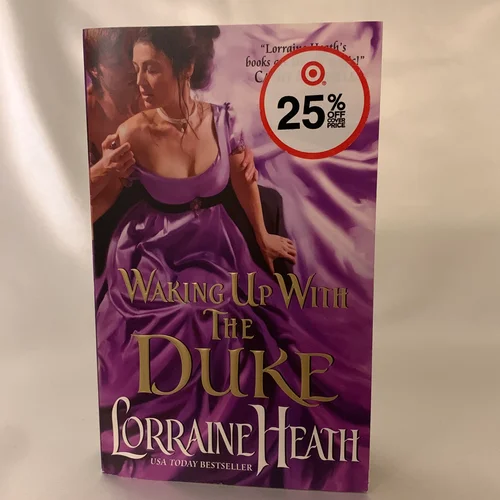 "Lorraine Heath's
books
25% OFF COVER PRICE
WAKING UP WITH
THE
DUKE
LORRAINE HEATH
USA TODAY BESTSELLER